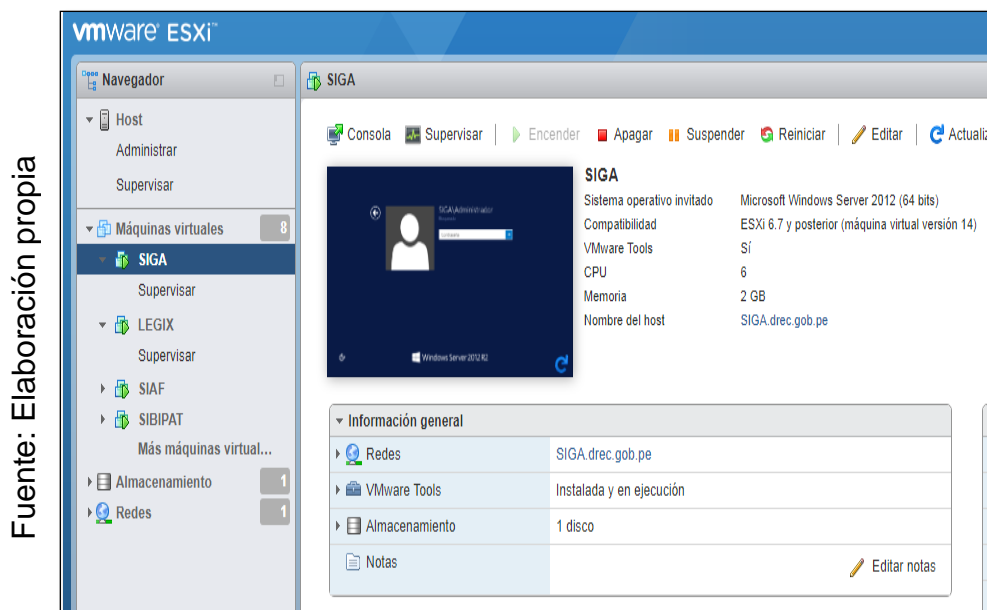 Fuente: Elaboración propia
vmware ESXi™
Navegador
Host
Administrar
Supervisar
Máquinas virtuales 8
SIGA
Supervisar
LEGIX
Supervisar
SIAF
SIBIPAT
Más máquinas virtual...
Almacenamiento 1
Redes 1
SIGA
Consola Supervisar Encender Apagar Suspender Reiniciar Editar Actualiz
SIGA\Administrador
Windows Server 2012 R2
SIGA
Sistema operativo invitado Microsoft Windows Server 2012 (64 bits)
Compatibilidad ESXi 6.7 y posterior (máquina virtual versión 14)
VMware Tools Sí
CPU 6
Memoria 2 GB
Nombre del host SIGA.drec.gob.pe
Información general
Redes SIGA.drec.gob.pe
VMware Tools Instalada y en ejecución
Almacenamiento 1 disco
Notas Editar notas